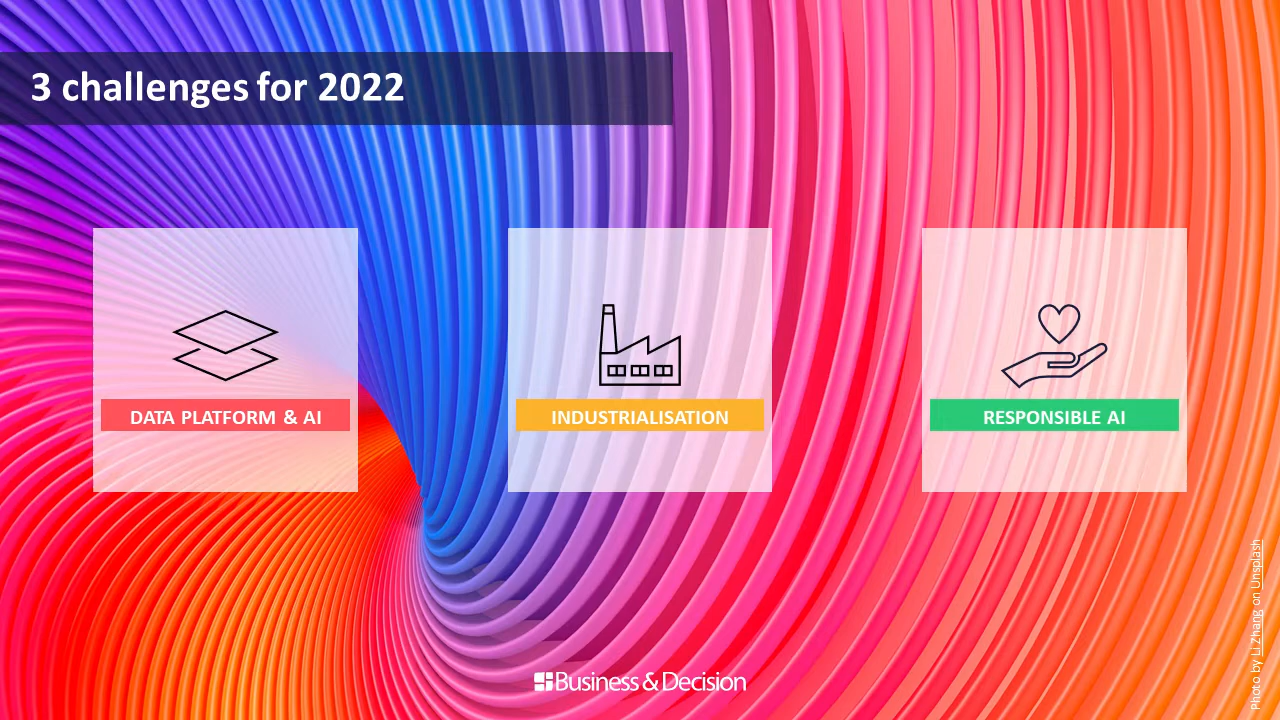 3 challenges for 2022
DATA PLATFORM & AI
INDUSTRIALISATION
RESPONSIBLE AI
Business & Decision
Photo by Li Zhang on Unsplash